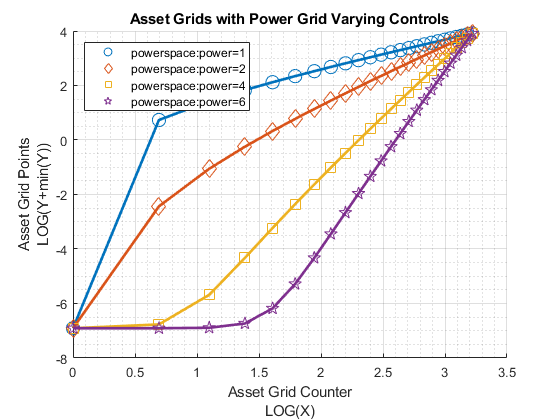 Asset Grids with Power Grid Varying Controls
4
2
0
-2
-4
-6
-8
Asset Grid Points
LOG(Y+min(Y))
powerspace:power=1
powerspace:power=2
powerspace:power=4
powerspace:power=6
0
0.5
1
1.5
2
2.5
3
3.5
Asset Grid Counter
LOG(X)